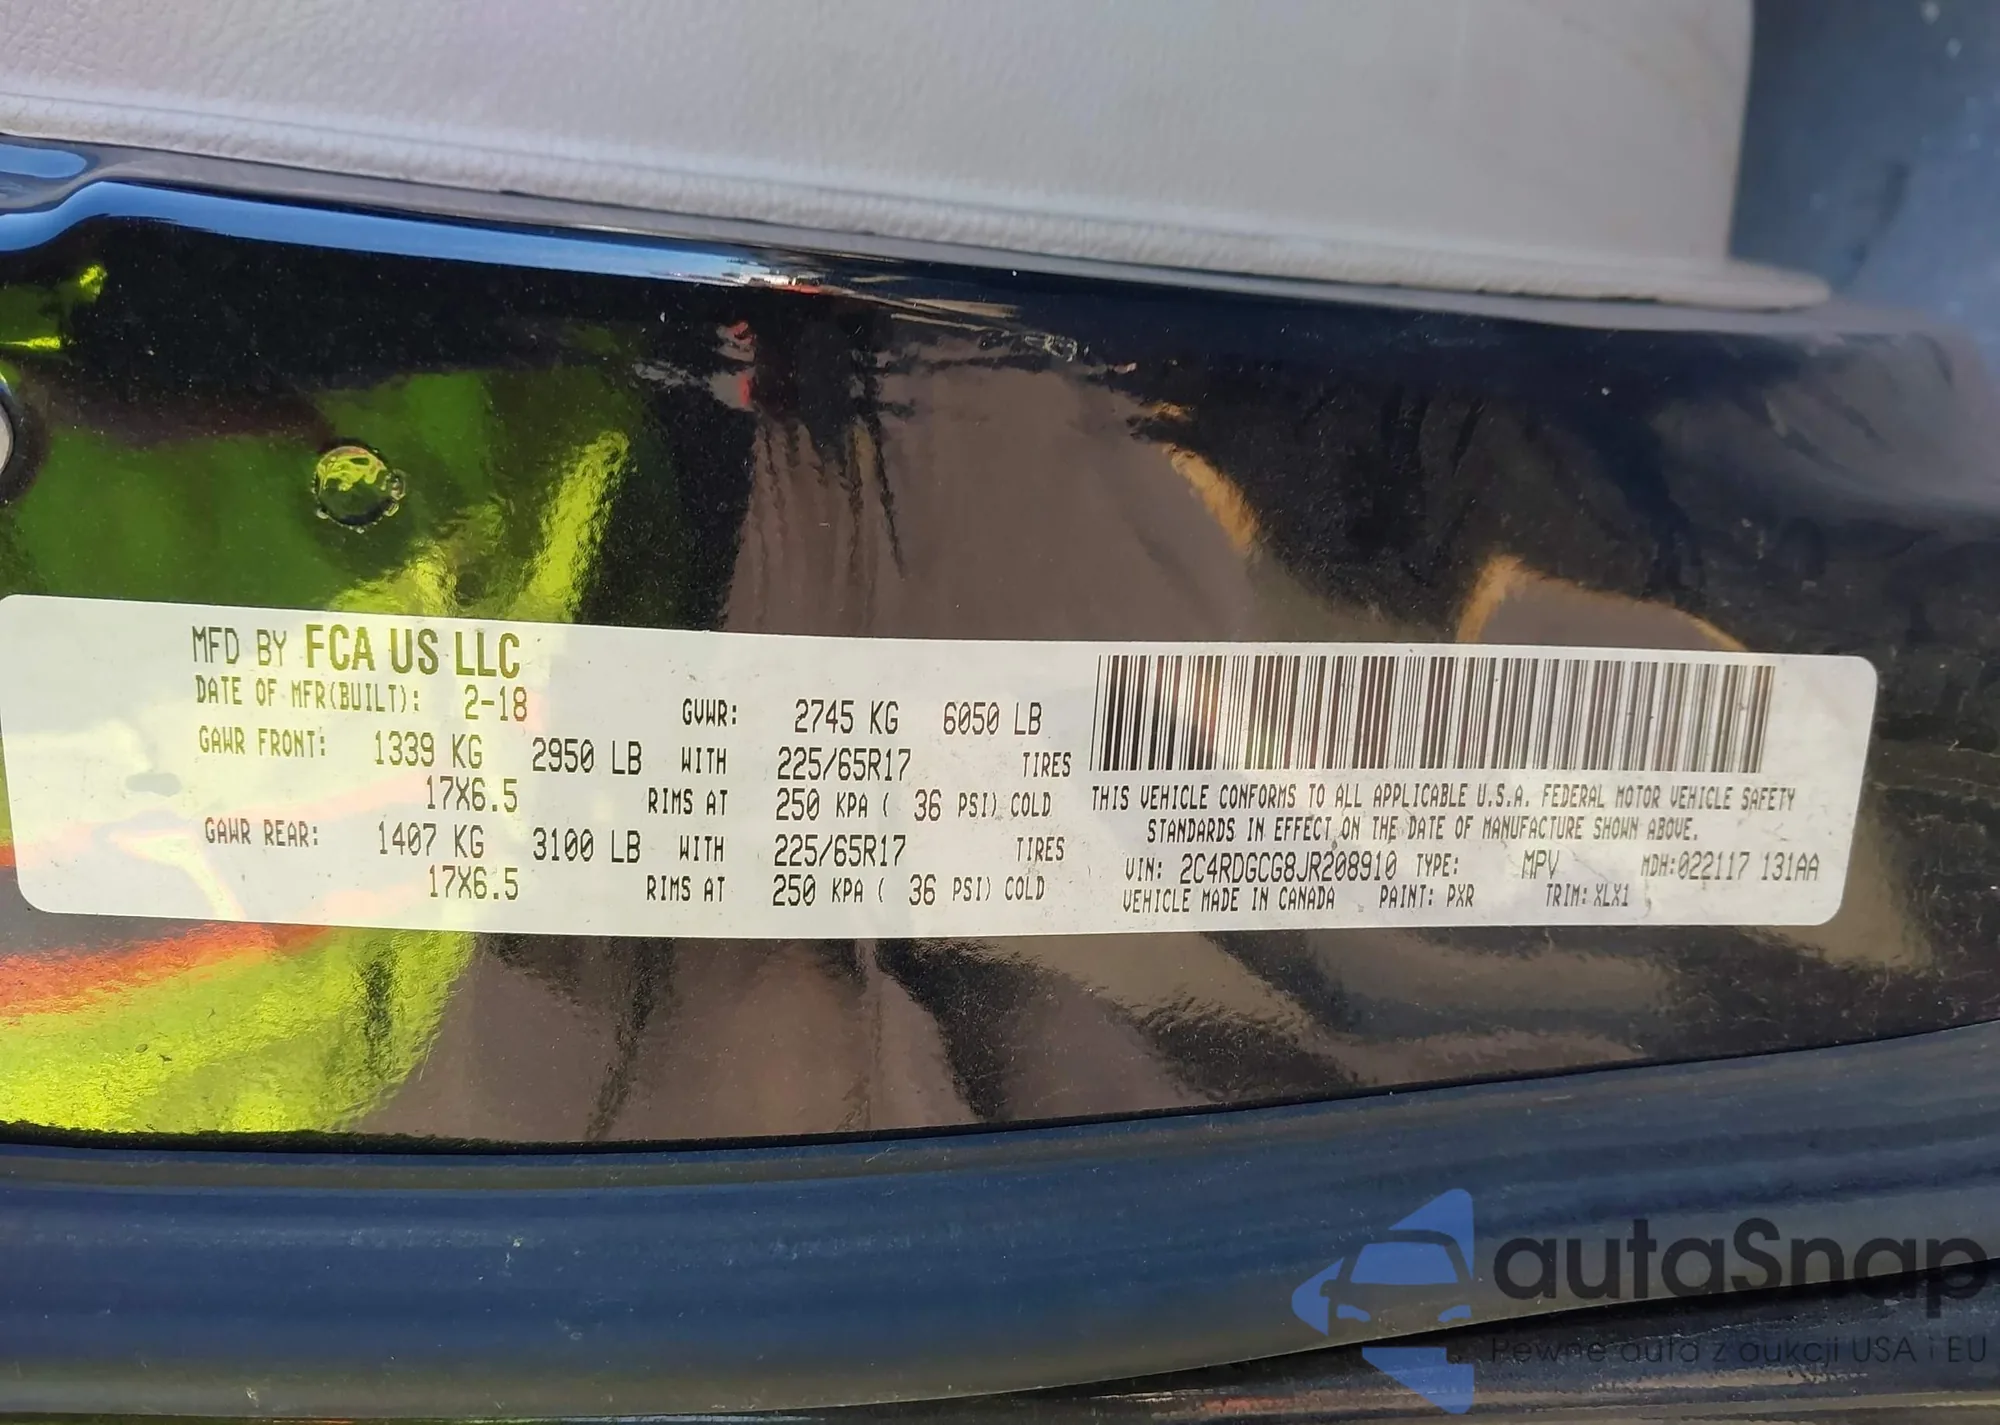 MFD BY FCA US LLC
DATE OF MFR(BUILT): 2-18 GVWR: 2745 KG 6050 LB
GAWR FRONT: 1339 KG 2950 LB WITH 225/65R17 TIRES
17X6.5 RIMS AT 250 KPA ( 36 PSI) COLD
GAWR REAR: 1407 KG 3100 LB WITH 225/65R17 TIRES
17X6.5 RIMS AT 250 KPA ( 36 PSI) COLD
THIS VEHICLE CONFORMS TO ALL APPLICABLE U.S.A. FEDERAL MOTOR VEHICLE SAFETY
STANDARDS IN EFFECT ON THE DATE OF MANUFACTURE SHOWN ABOVE.
VIN: 2C4RDGCG8JR208910 TYPE: MPV MDH:022117 131AA
VEHICLE MADE IN CANADA PAINT: PXR TRIM: XLX1
autaSnap
Pewne auta z aukcji USA i EU